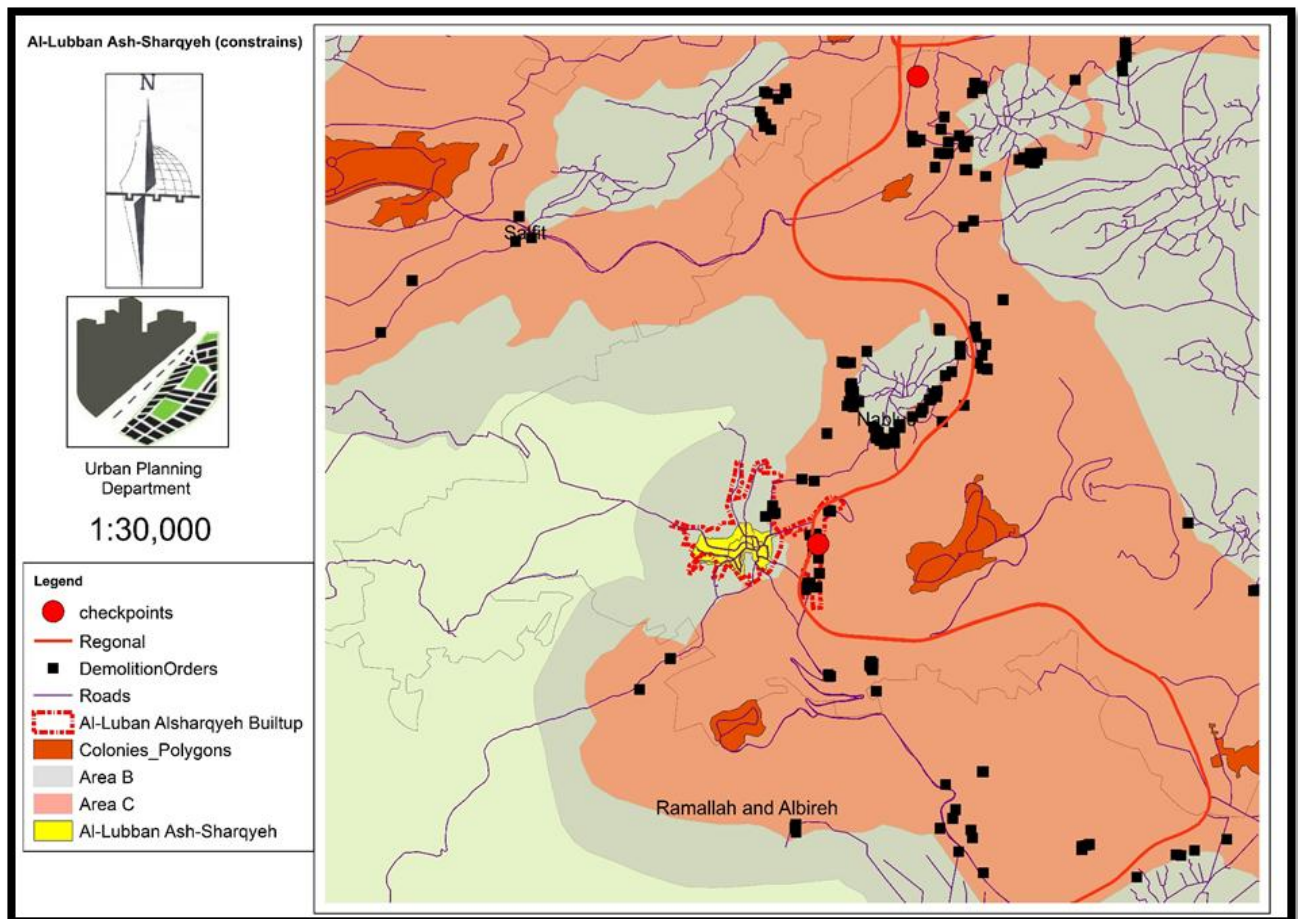 Al-Lubban Ash-Sharqyeh (constrains)
N
Urban Planning
Department
1:30,000
Legend
checkpoints
Regonal
DemolitionOrders
Roads
Al-Luban Alsharqyeh Builtup
Colonies_Polygons
Area B
Area C
Al-Lubban Ash-Sharqyeh
Salfit
Ramallah and Albireh